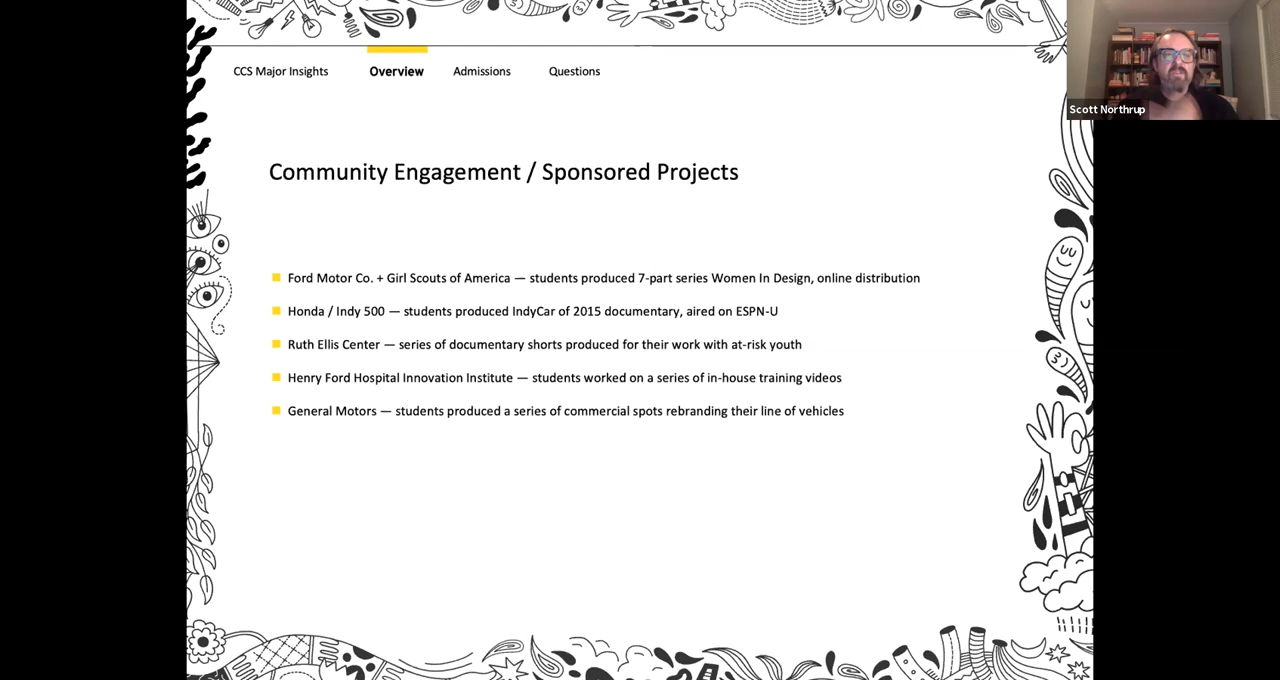 CCS Major Insights
Overview
Admissions
Questions
Scott Northrup
Community Engagement / Sponsored Projects
Ford Motor Co. + Girl Scouts of America — students produced 7-part series Women In Design, online distribution
Honda / Indy 500 — students produced IndyCar of 2015 documentary, aired on ESPN-U
Ruth Ellis Center — series of documentary shorts produced for their work with at-risk youth
Henry Ford Hospital Innovation Institute — students worked on a series of in-house training videos
General Motors — students produced a series of commercial spots rebranding their line of vehicles